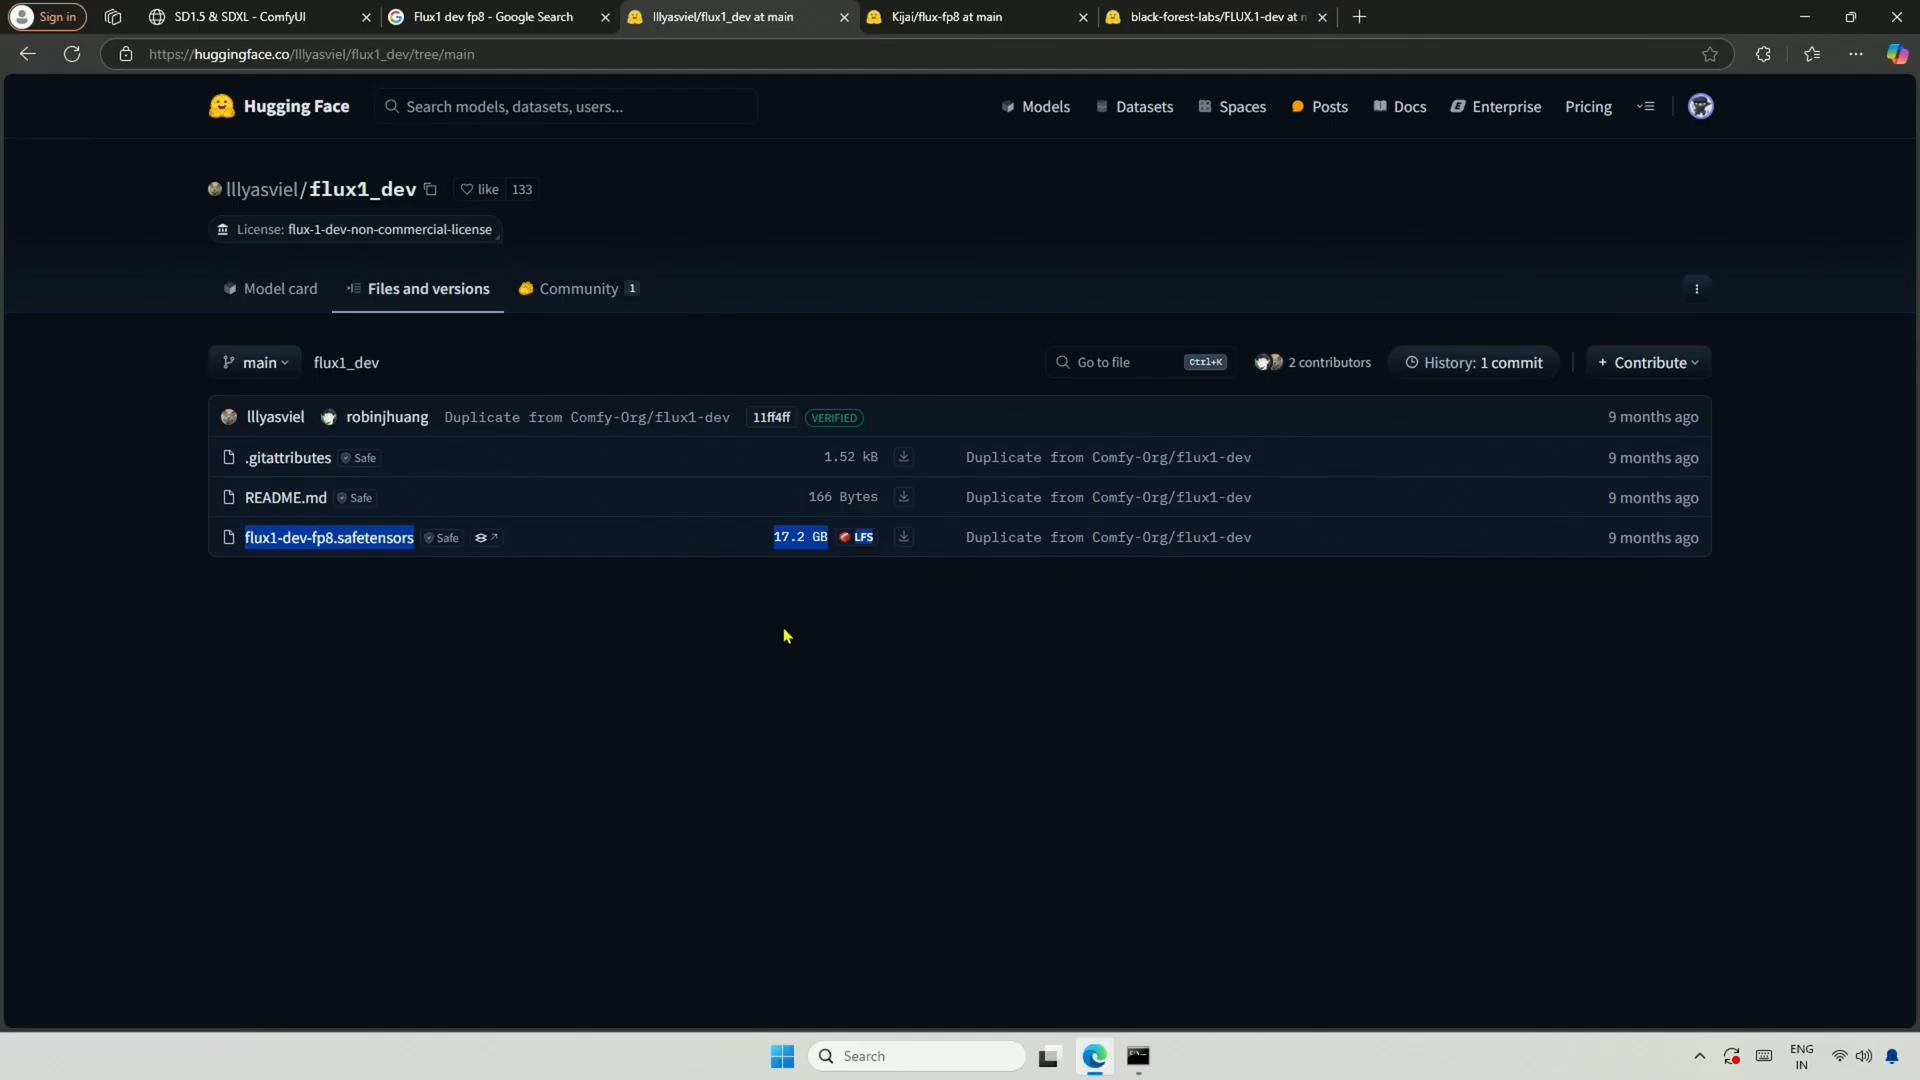 Sign in
SD1.5 & SDXL - ComfyUI
Flux1 dev fp8 - Google Search
lllyasviel/flux1_dev at main
Kijai/flux-fp8 at main
black-forest-labs/FLUX.1-dev at
https://huggingface.co/lllyasviel/flux1_dev/tree/main
Hugging Face
Search models, datasets, users...
Models
Datasets
Spaces
Posts
Docs
Enterprise
Pricing
lllyasviel/flux1_dev
like 133
License: flux-1-dev-non-commercial-license
Model card
Files and versions
Community 1
main
flux1_dev
Go to file Ctrl+K
2 contributors
History: 1 commit
+ Contribute
lllyasviel robinjhuang Duplicate from Comfy-Org/flux1-dev 11ff4ff VERIFIED 9 months ago
.gitattributes Safe 1.52 kB Duplicate from Comfy-Org/flux1-dev 9 months ago
README.md Safe 166 Bytes Duplicate from Comfy-Org/flux1-dev 9 months ago
flux1-dev-fp8.safetensors Safe 17.2 GB LFS Duplicate from Comfy-Org/flux1-dev 9 months ago
Search
ENG
IN